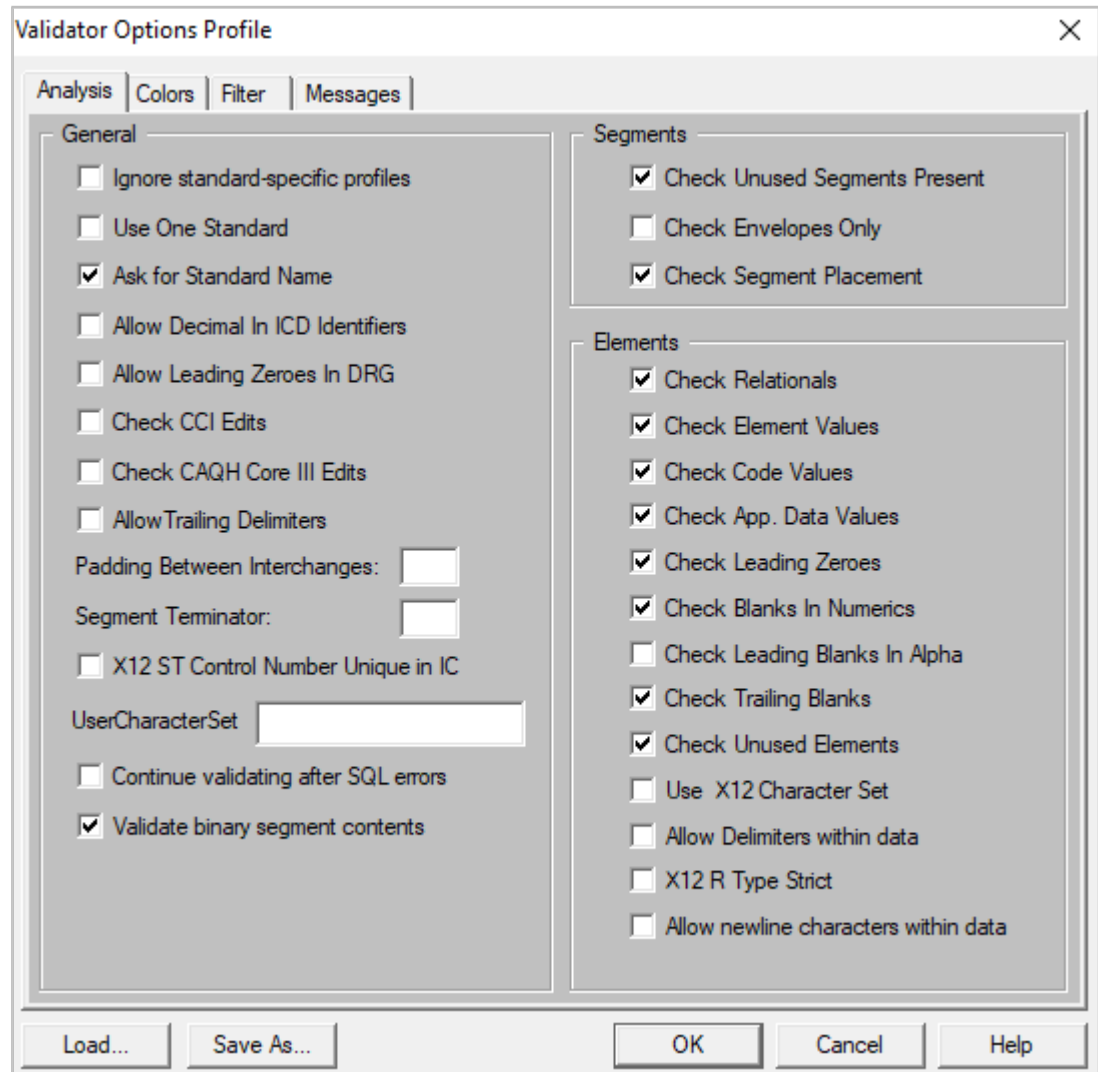 Validator Options Profile
Analysis
Colors
Filter
Messages
General
Ignore standard-specific profiles
Use One Standard
Ask for Standard Name
Allow Decimal In ICD Identifiers
Allow Leading Zeroes In DRG
Check CCI Edits
Check CAQH Core III Edits
AllowTrailing Delimiters
Padding Between Interchanges:
Segment Terminator:
X12 ST Control Number Unique in IC
UserCharacterSet
Continue validating after SQL errors
Validate binary segment contents
Segments
Check Unused Segments Present
Check Envelopes Only
Check Segment Placement
Elements
Check Relationals
Check Element Values
Check Code Values
Check App. Data Values
Check Leading Zeroes
Check Blanks In Numerics
Check Leading Blanks In Alpha
Check Trailing Blanks
Check Unused Elements
Use X12 Character Set
Allow Delimiters within data
X12 R Type Strict
Allow newline characters within data
Load...
Save As...
OK
Cancel
Help